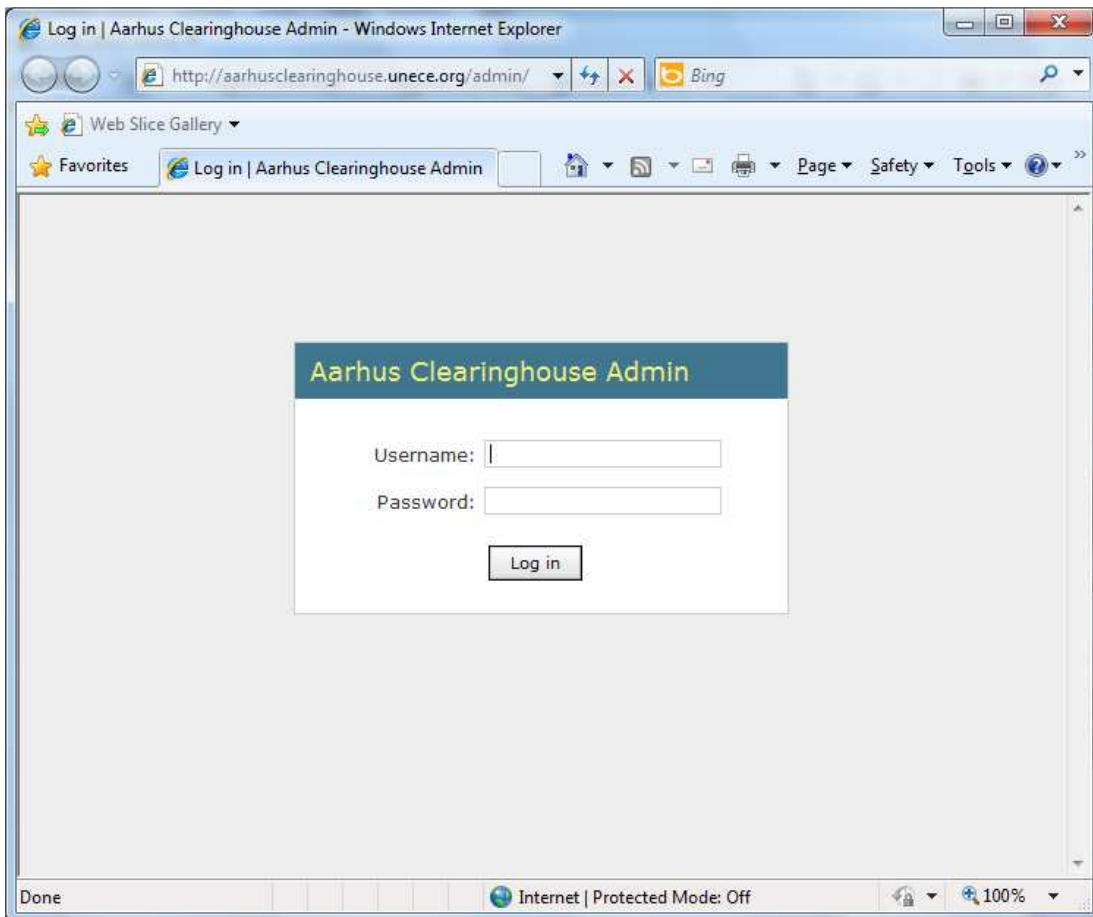 Log in | Aarhus Clearinghouse Admin - Windows Internet Explorer
http://aarhusclearinghouse.unece.org/admin/ Bing
Web Slice Gallery
Favorites Log in | Aarhus Clearinghouse Admin Page Safety Tools »
Aarhus Clearinghouse Admin
Username:
Password:
Log in
Done Internet | Protected Mode: Off 100%